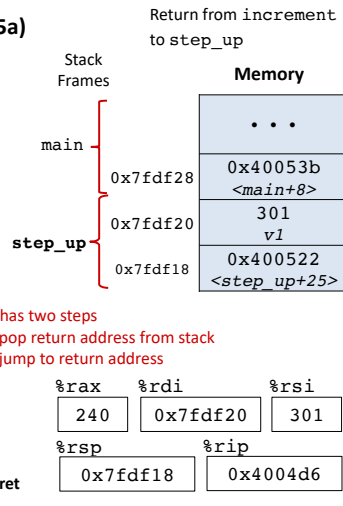 5a)
Return from increment
to step_up
Stack
Frames
Memory
• • •
main
0x7fdf28
0x40053b
<main+8>
0x7fdf20
301
v1
step_up
0x7fdf18
0x400522
<step_up+25>
has two steps
pop return address from stack
jump to return address
%rax %rdi %rsi
240 0x7fdf20 301
%rsp %rip
0x7fdf18 0x4004d6
ret